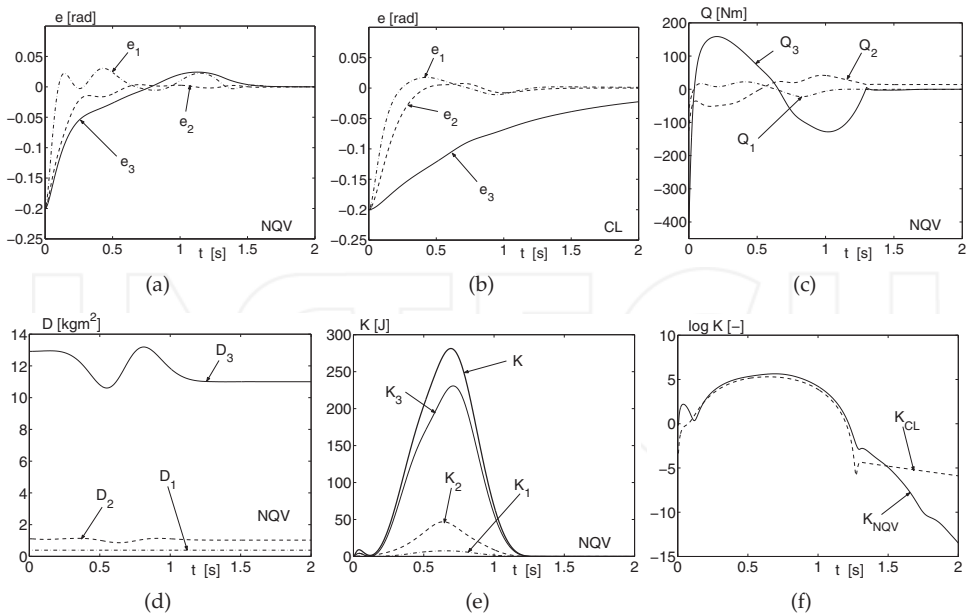 e [rad]
0.05
0
−0.05
−0.1
−0.15
−0.2
−0.25
0
0.5
1
1.5
2
t [s]
e1
e2
e3
NQV
(a)
e [rad]
0.05
0
−0.05
−0.1
−0.15
−0.2
−0.25
0
0.5
1
1.5
2
t [s]
e1
e2
e3
CL
(b)
Q [Nm]
200
100
0
−100
−200
−300
−400
0
0.5
1
1.5
2
t [s]
Q3
Q2
Q1
NQV
(c)
D [kgm²]
14
12
10
8
6
4
2
0
0
0.5
1
1.5
2
t [s]
D3
D1
D2
NQV
(d)
K [J]
300
250
200
150
100
50
0
0
0.5
1
1.5
2
t [s]
K
K3
K2
K1
NQV
(e)
log K [−]
10
5
0
−5
−10
−15
0
0.5
1
1.5
2
t [s]
KCL
KNQV
(f)
INTECH